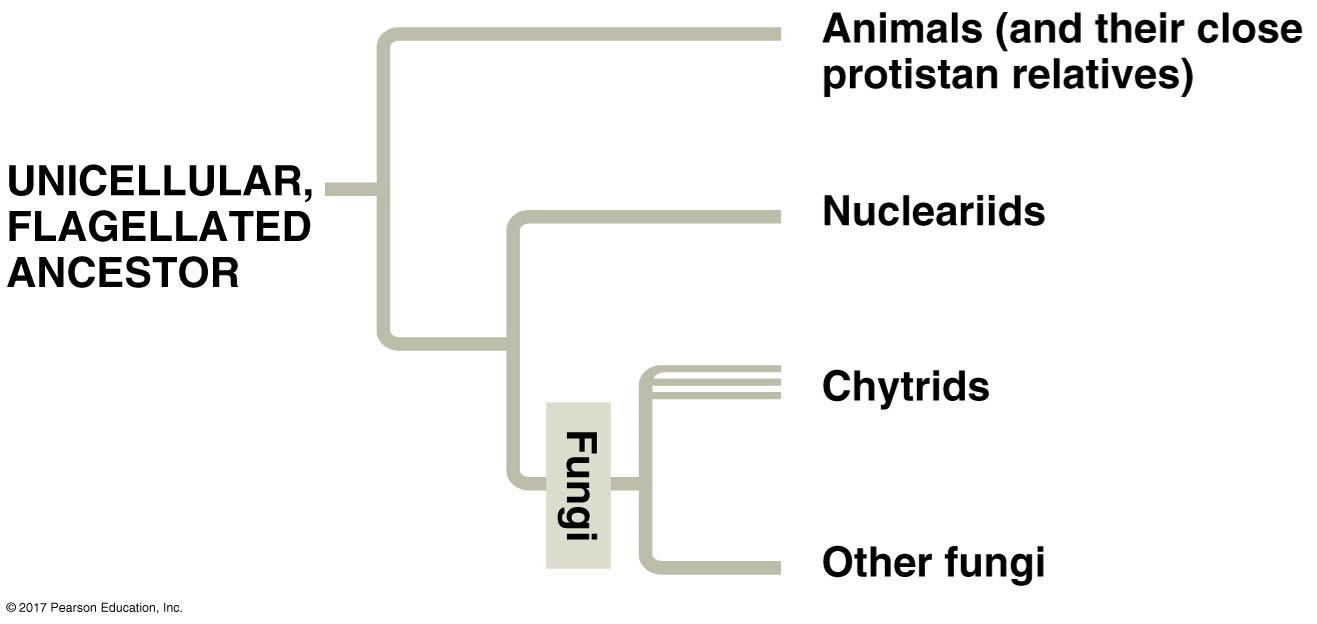 Animals (and their close
protistan relatives)
UNICELLULAR,
FLAGELLATED
ANCESTOR
Nucleariids
Chytrids
Fungi
Other fungi
© 2017 Pearson Education, Inc.